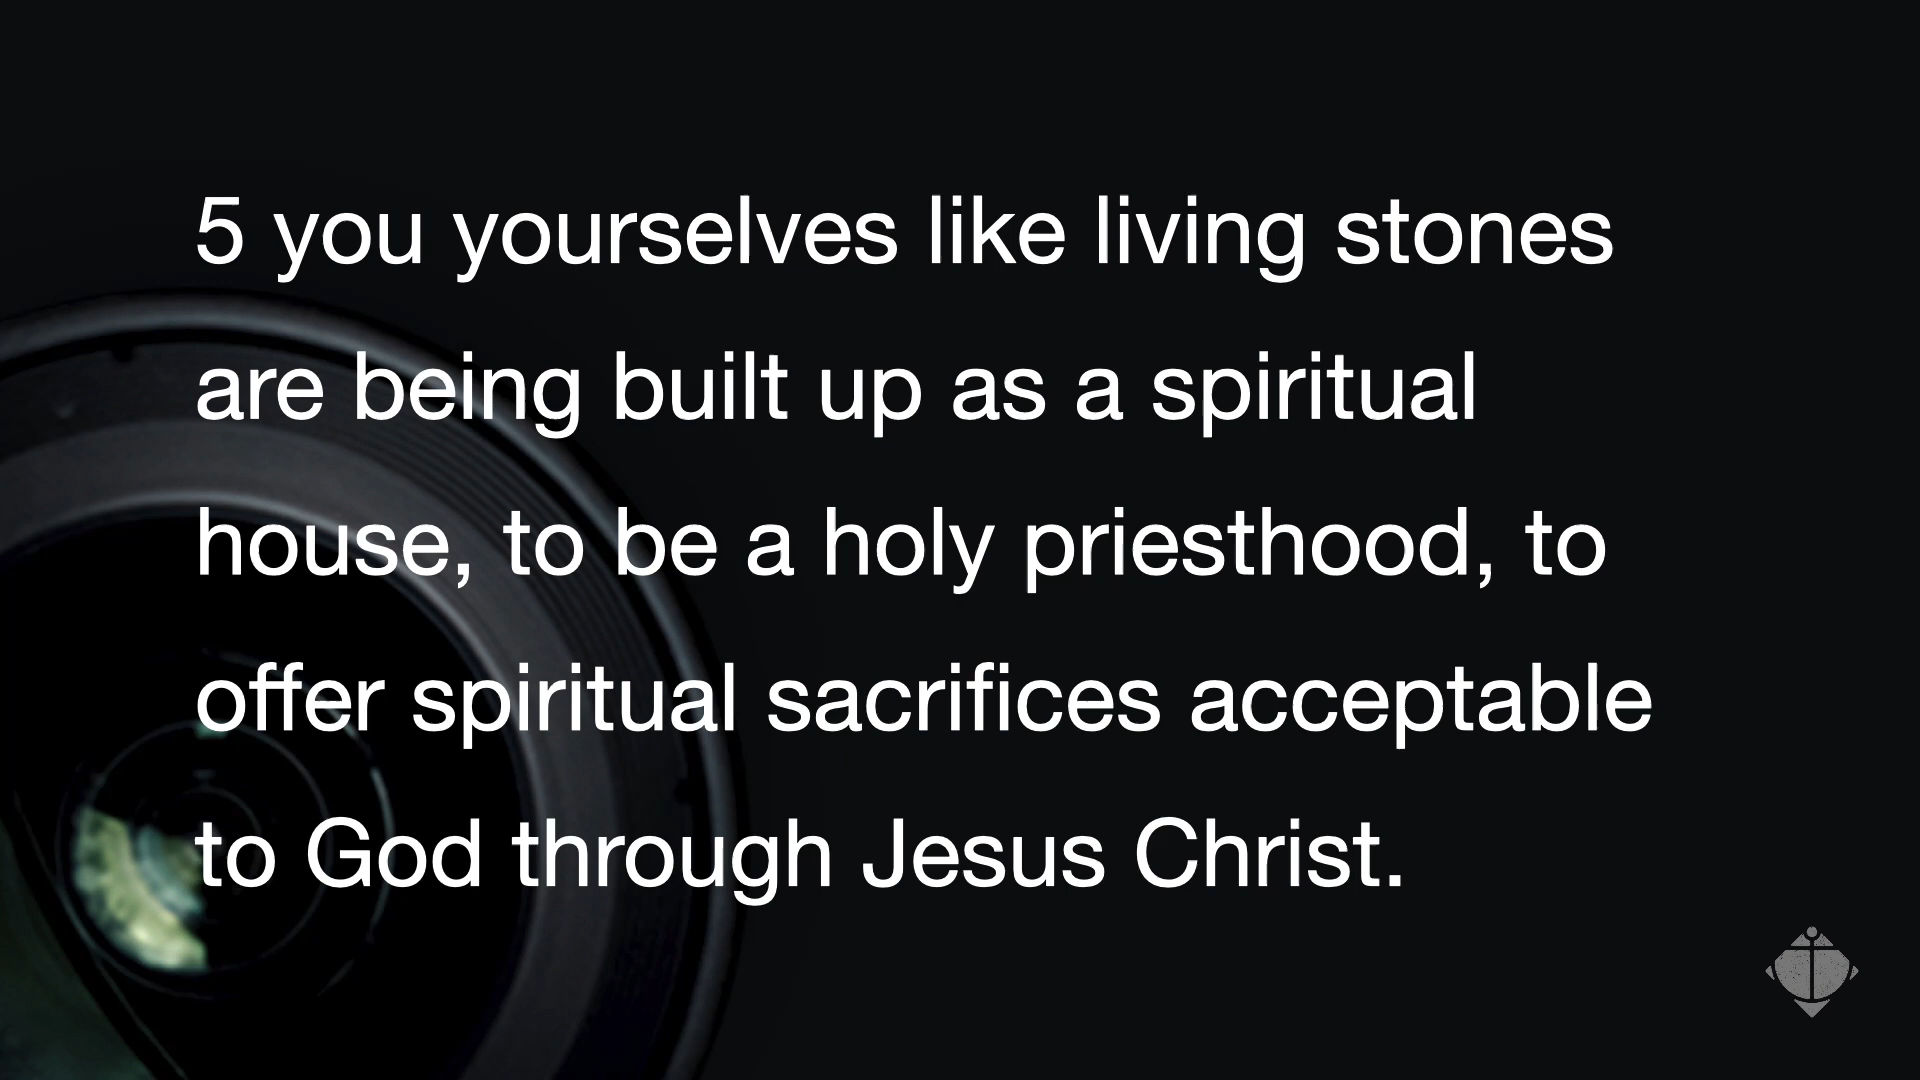 5 you yourselves like living stones
are being built up as a spiritual
house, to be a holy priesthood, to
offer spiritual sacrifices acceptable
to God through Jesus Christ.